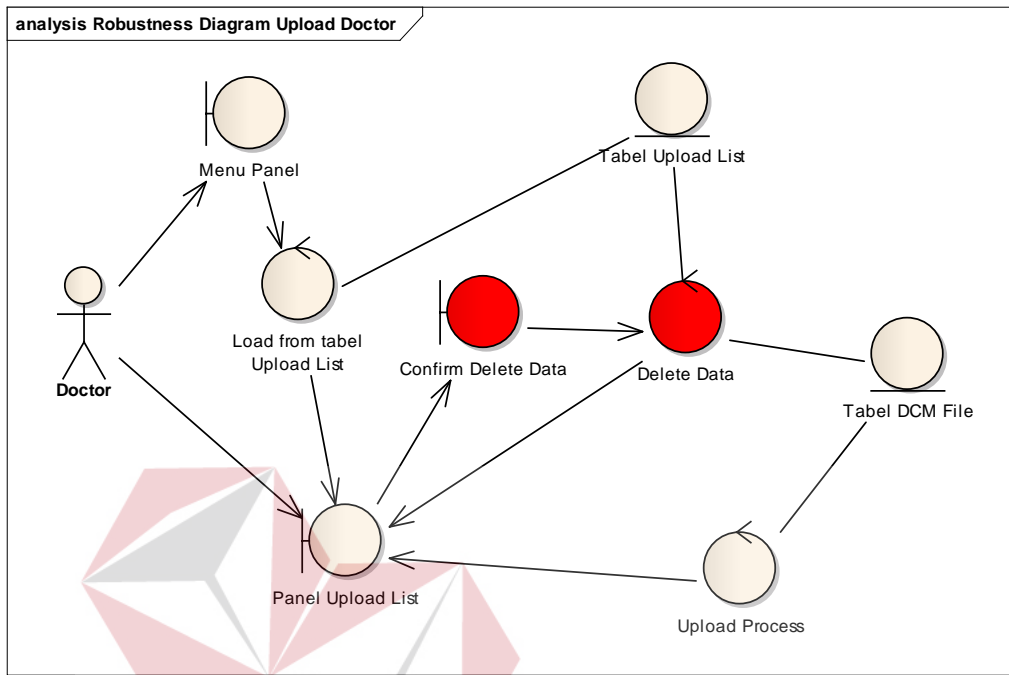 analysis Robustness Diagram Upload Doctor
Menu Panel
Tabel Upload List
Load from tabel
Upload List
Confirm Delete Data
Delete Data
Doctor
Tabel DCM File
Panel Upload List
Upload Process